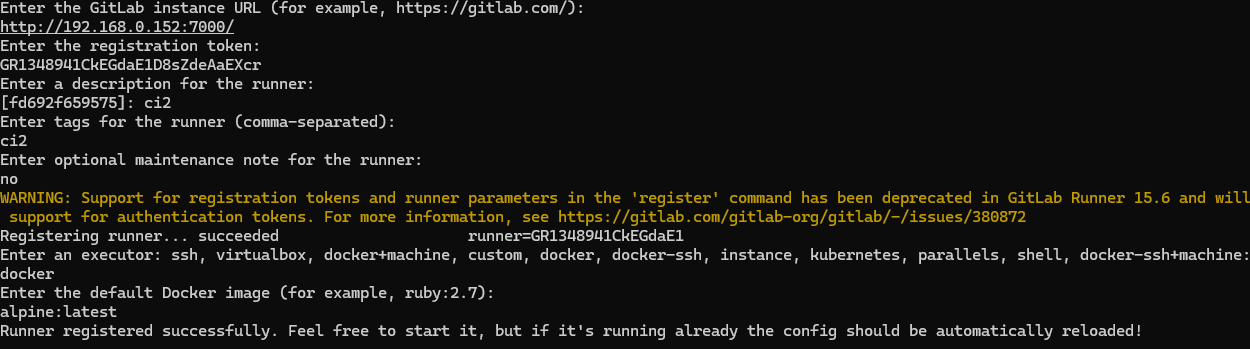 Enter the GitLab instance URL (for example, https://gitlab.com/):
http://192.168.0.152:7000/
Enter the registration token:
GR1348941CkEGdaE1D8sZdeAaEXcr
Enter a description for the runner:
[fd692f659575]: ci2
Enter tags for the runner (comma-separated):
ci2
Enter optional maintenance note for the runner:
no
WARNING: Support for registration tokens and runner parameters in the 'register' command has been deprecated in GitLab Runner 15.6 and will
support for authentication tokens. For more information, see https://gitlab.com/gitlab-org/gitlab/-/issues/380872
Registering runner... succeeded                     runner=GR1348941CkEGdaE1
Enter an executor: ssh, virtualbox, docker+machine, custom, docker, docker-ssh, instance, kubernetes, parallels, shell, docker-ssh+machine:
docker
Enter the default Docker image (for example, ruby:2.7):
alpine:latest
Runner registered successfully. Feel free to start it, but if it's running already the config should be automatically reloaded!